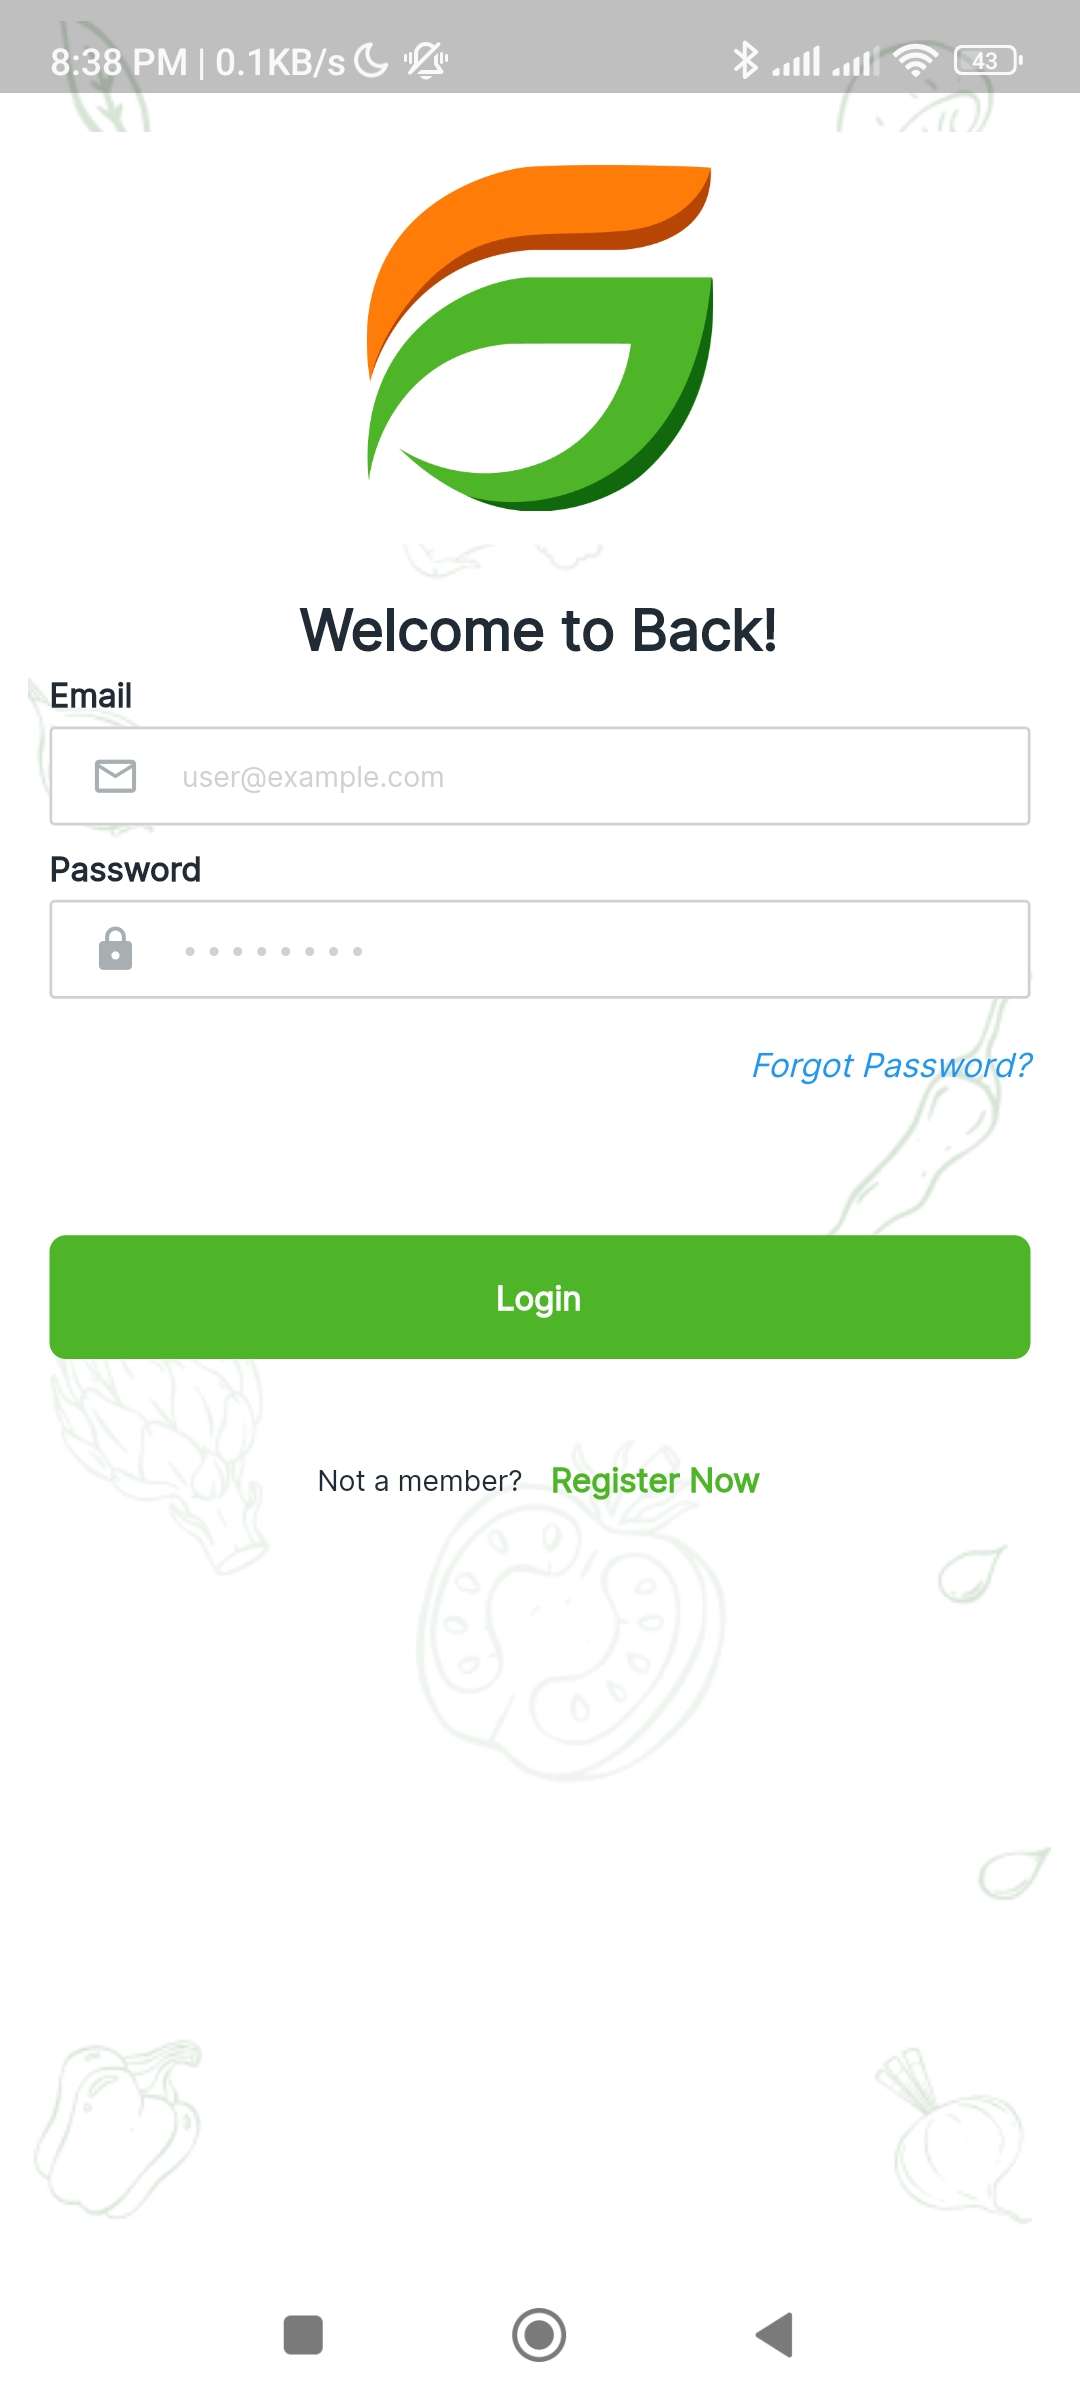 8:38 PM | 0.1KB/s 43
Welcome to Back!
Email
user@example.com
Password
Forgot Password?
Login
Not a member? Register Now